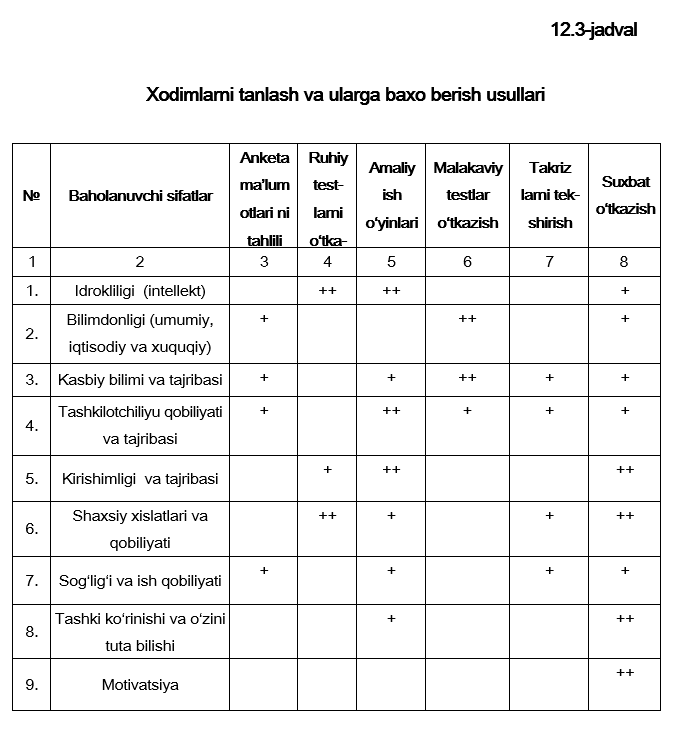 12.3-jadval
Xodimlarni tanlash va ularga baxo berish usullari
№ Baholanuvchi sifatlar Anketa ma’lum otlari ni tahlili Ruhiy test- larni o‘tka- Amaliy ish o‘yinlari Malakaviy testlar o‘tkazish Takriz larni tek- shirish Suxbat o‘tkazish
1 2 3 4 5 6 7 8
1. Idrokliligi (intellekt) ++ ++ +
2. Bilimdonligi (umumiy, iqtisodiy va xuquqiy) + ++ +
3. Kasbiy bilimi va tajribasi + + ++ + +
4. Tashkilotchiliyu qobiliyati va tajribasi + ++ + + +
5. Kirishimligi va tajribasi + ++ ++
6. Shaxsiy xislatlari va qobiliyati ++ + + ++
7. Sog‘lig‘i va ish qobiliyati + + + +
8. Tashki ko‘rinishi va o‘zini tuta bilishi + ++
9. Motivatsiya ++